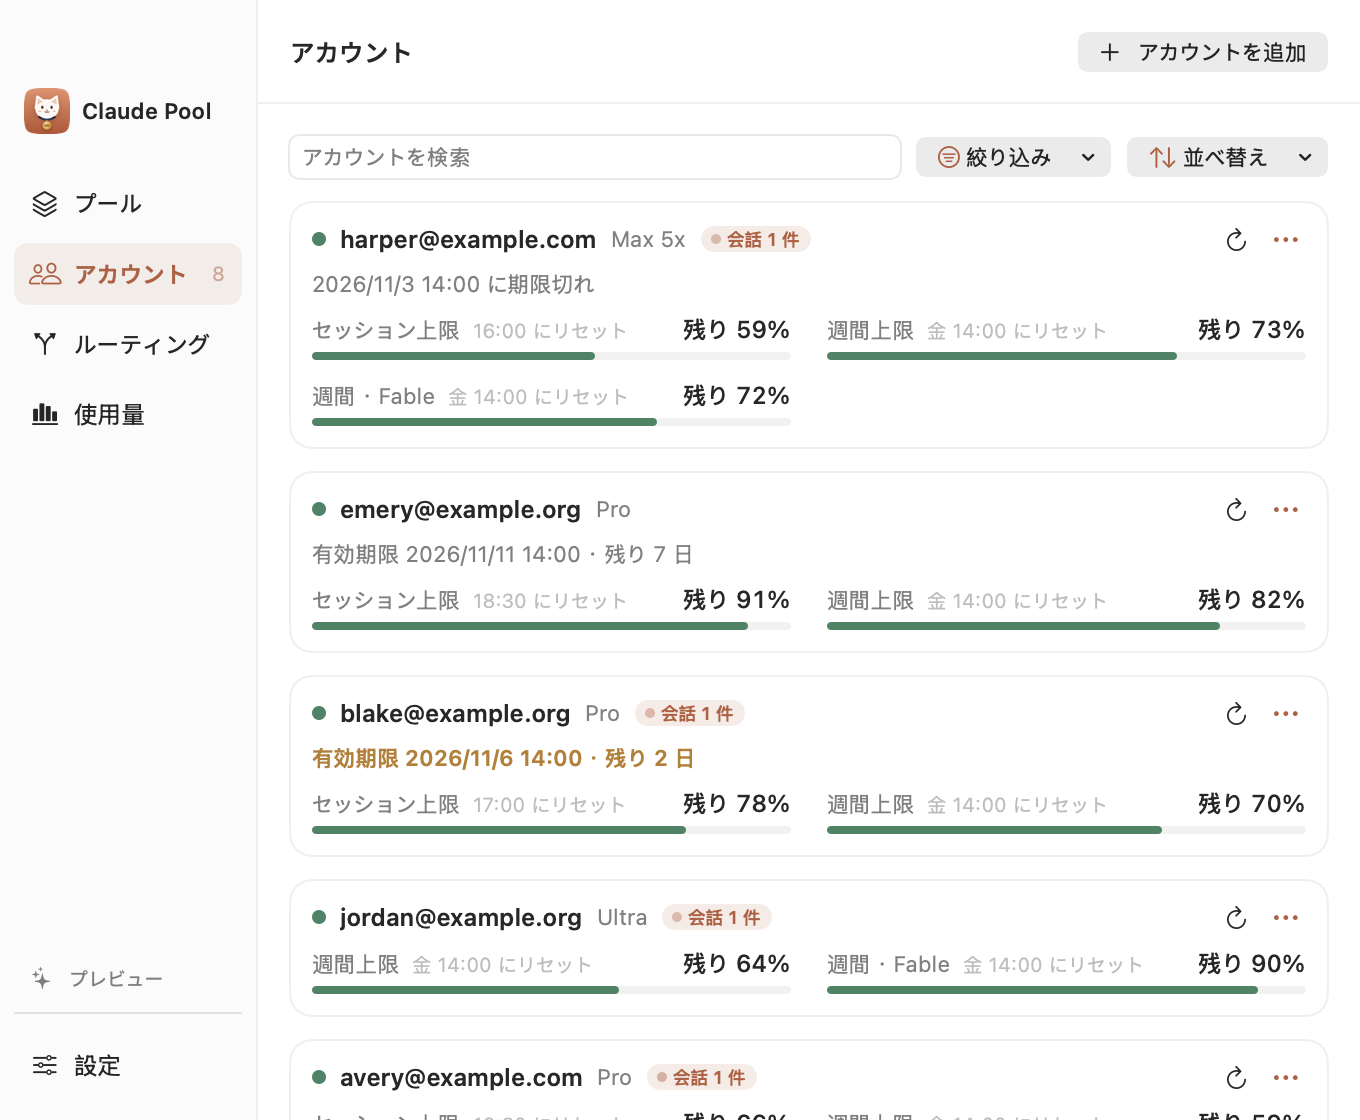 Claude Pool
プール
アカウント 8
ルーティング
使用量
プレビュー
設定
アカウント
アカウントを追加
アカウントを検索
絞り込み
並べ替え
harper@example.com Max 5x 会話 1 件
2026/11/3 14:00 に期限切れ
セッション上限 16:00 にリセット 残り 59%
週間上限 金 14:00 にリセット 残り 73%
週間 · Fable 金 14:00 にリセット 残り 72%
emery@example.org Pro
有効期限 2026/11/11 14:00 · 残り 7 日
セッション上限 18:30 にリセット 残り 91%
週間上限 金 14:00 にリセット 残り 82%
blake@example.org Pro 会話 1 件
有効期限 2026/11/6 14:00 · 残り 2 日
セッション上限 17:00 にリセット 残り 78%
週間上限 金 14:00 にリセット 残り 70%
jordan@example.org Ultra 会話 1 件
週間上限 金 14:00 にリセット 残り 64%
週間 · Fable 金 14:00 にリセット 残り 90%
avery@example.com Pro 会話 1 件